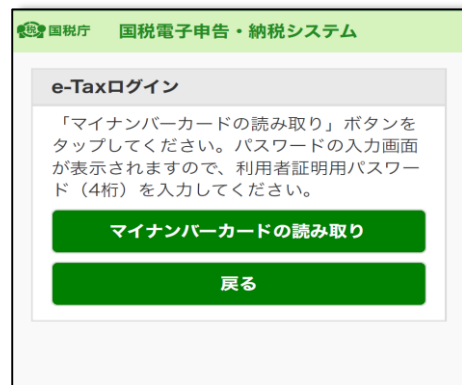 税 国税庁 国税電子申告・納税システム
e-Taxログイン
「マイナンバーカードの読み取り」ボタンを
タップしてください。パスワードの入力画面
が表示されますので、利用者証明用パスワー
ド（4桁）を入力してください。
マイナンバーカードの読み取り
戻る